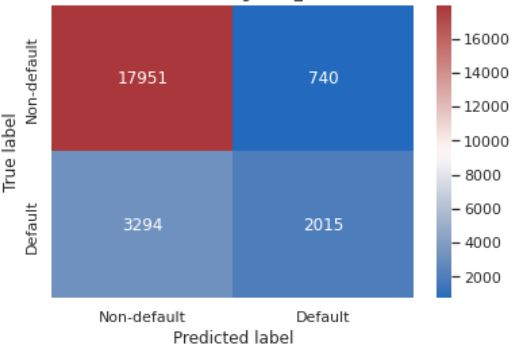 17951
740
3294
2015
Non-default
Default
True label
Non-default
Default
Predicted label
16000
14000
12000
10000
8000
6000
4000
2000